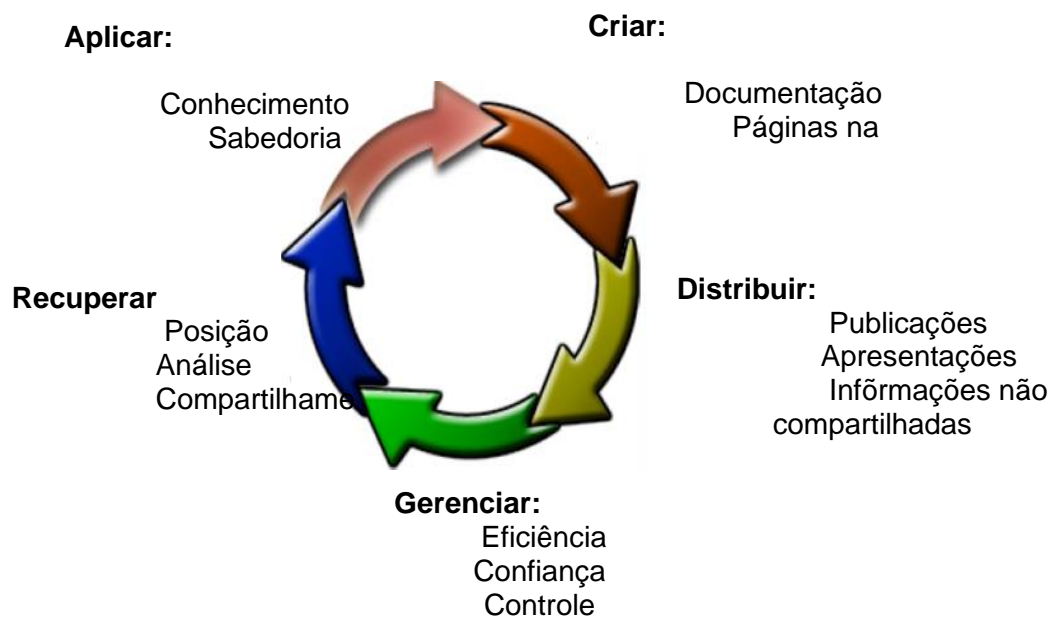 Aplicar:
Conhecimento
Sabedoria
Criar:
Documentação
Páginas na
Distribuir:
Publicações
Apresentações
Infõrmações não
compartilhadas
Gerenciar:
Eficiência
Confiança
Controle
Recuperar
Posição
Análise
Compartilhame